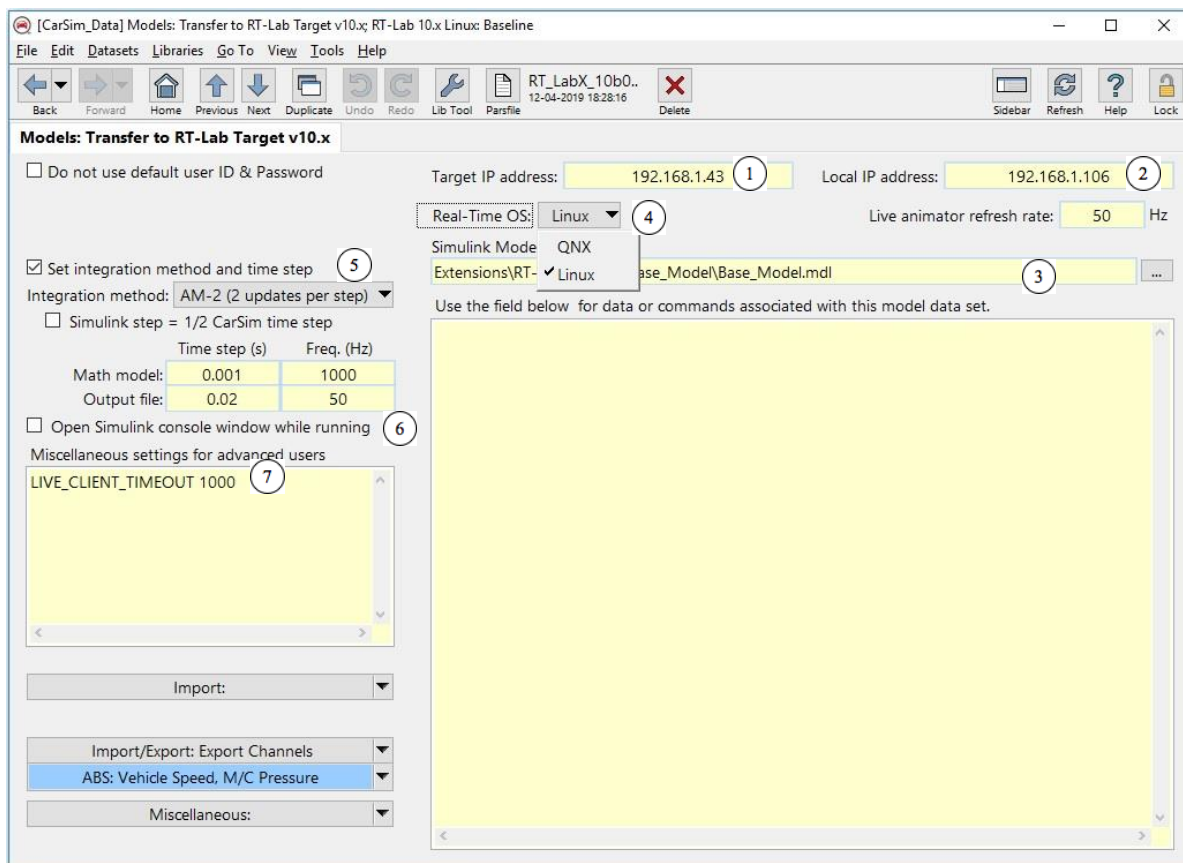 [CarSim_Data] Models: Transfer to RT-Lab Target v10.x; RT-Lab 10.x Linux: Baseline
File Edit Datasets Libraries Go To View Tools Help
RT_LabX_10b0..
12-04-2019 18:28:16
Back Forward Home Previous Next Duplicate Undo Redo Lib Tool Parsfile Delete Sidebar Refresh Help Lock
Models: Transfer to RT-Lab Target v10.x
Do not use default user ID & Password
Target IP address: 192.168.1.43 1 Local IP address: 192.168.1.106 2
Real-Time OS: Linux 4 Live animator refresh rate: 50 Hz
Simulink Mode QNX
Set integration method and time step 5
Extensions\RT- Linux ase_Model\Base_Model.mdl 3 ...
Integration method: AM-2 (2 updates per step)
Use the field below for data or commands associated with this model data set.
Simulink step = 1/2 CarSim time step
Time step (s) Freq. (Hz)
Math model: 0.001 1000
Output file: 0.02 50
Open Simulink console window while running 6
Miscellaneous settings for advanced users
LIVE_CLIENT_TIMEOUT 1000 7
Import:
Import/Export: Export Channels
ABS: Vehicle Speed, M/C Pressure
Miscellaneous: